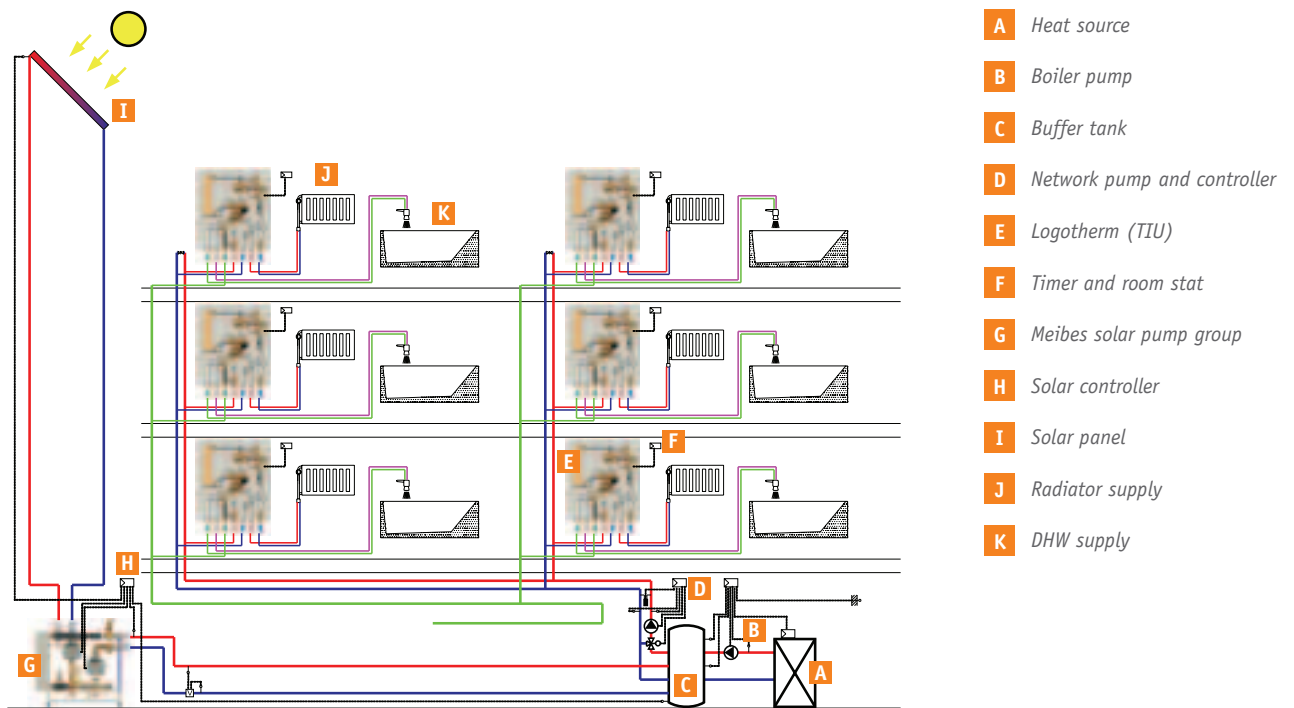 A Heat source
B Boiler pump
C Buffer tank
D Network pump and controller
E Logotherm (TIU)
F Timer and room stat
G Meibes solar pump group
H Solar controller
I Solar panel
J Radiator supply
K DHW supply
I
J
K
F
E
H
D
B
G
C
A